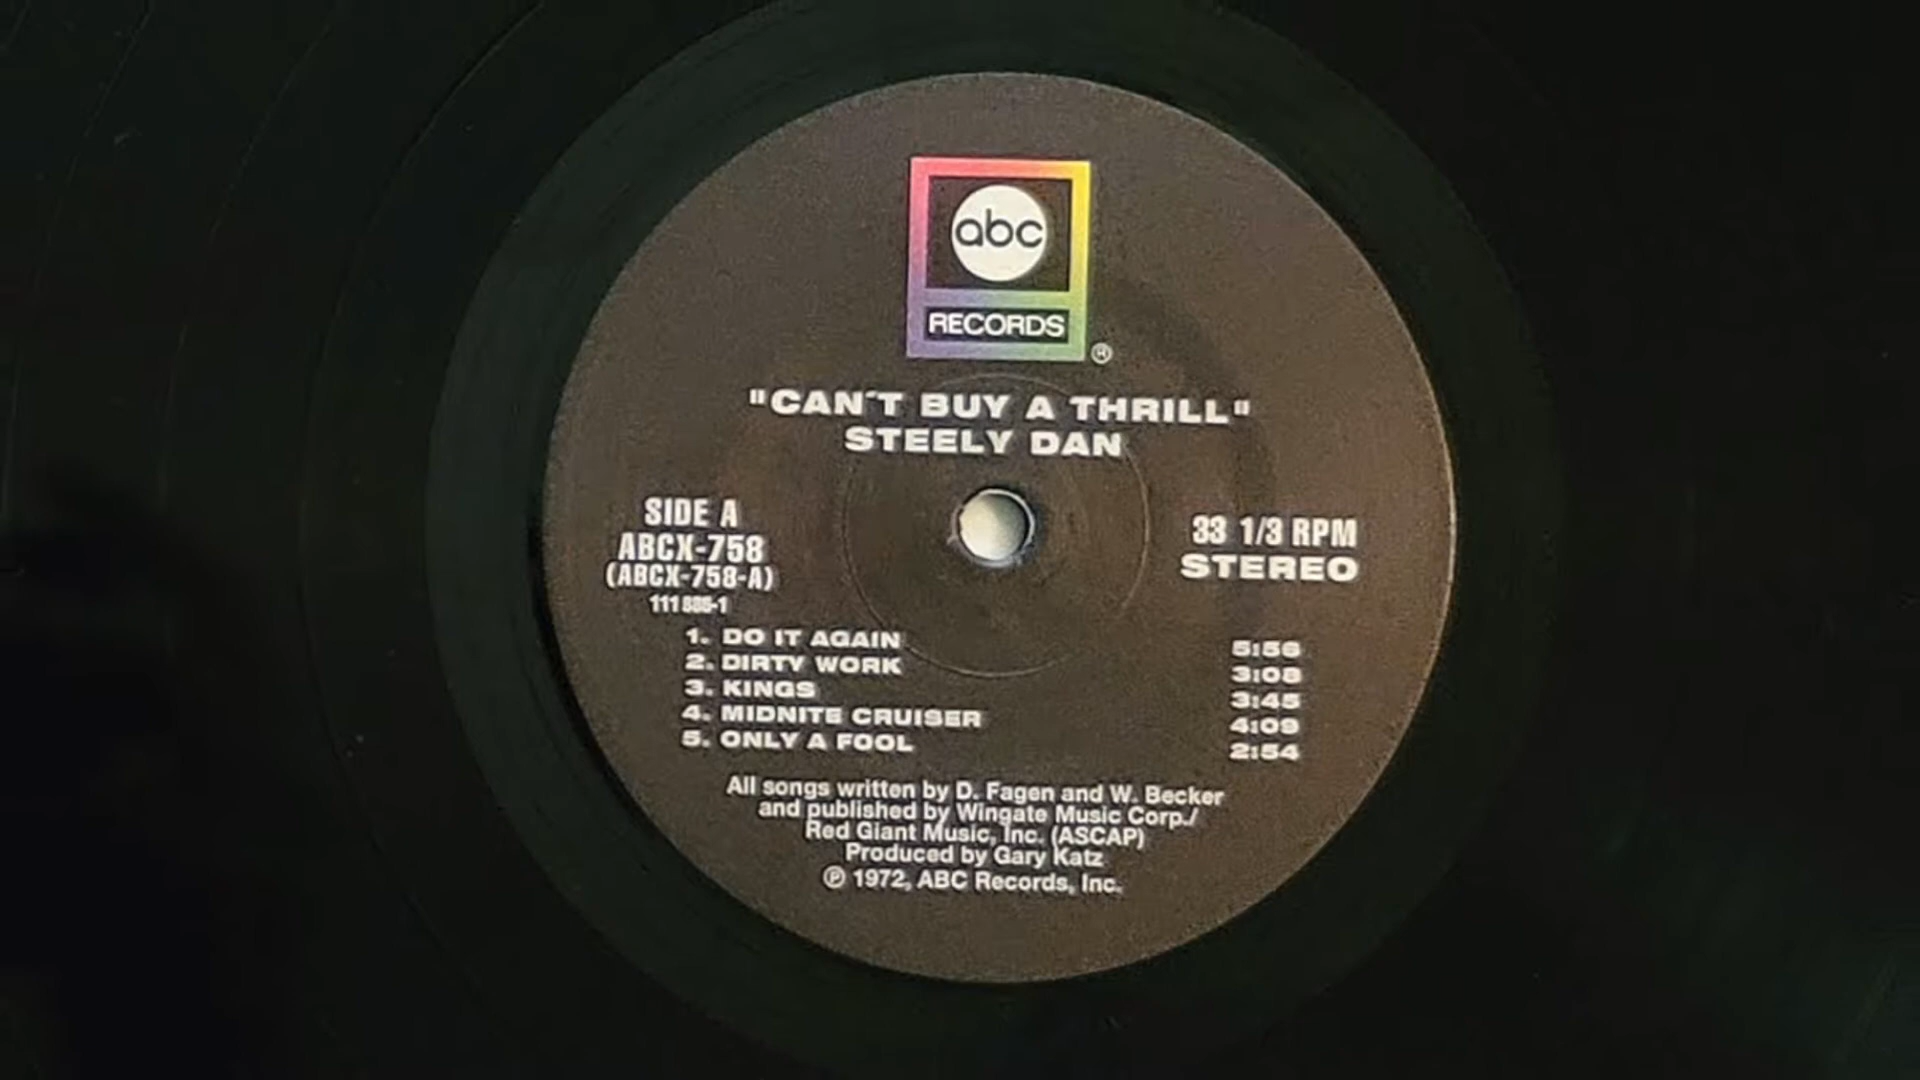 abc
RECORDS
®
"CAN'T BUY A THRILL"
STEELY DAN
SIDE A
ABCX-758
(ABCX-758-A)
33 1/3 RPM
STEREO
1. DO IT AGAIN 5:56
2. DIRTY WORK 3:08
3. KINGS 3:45
4. MIDNITE CRUISER 4:09
5. ONLY A FOOL 2:54
All songs written by D. Fagen and W. Becker
and published by Wingate Music Corp./
Red Giant Music, Inc. (ASCAP)
Produced by Gary Katz
℗ 1972, ABC Records, Inc.